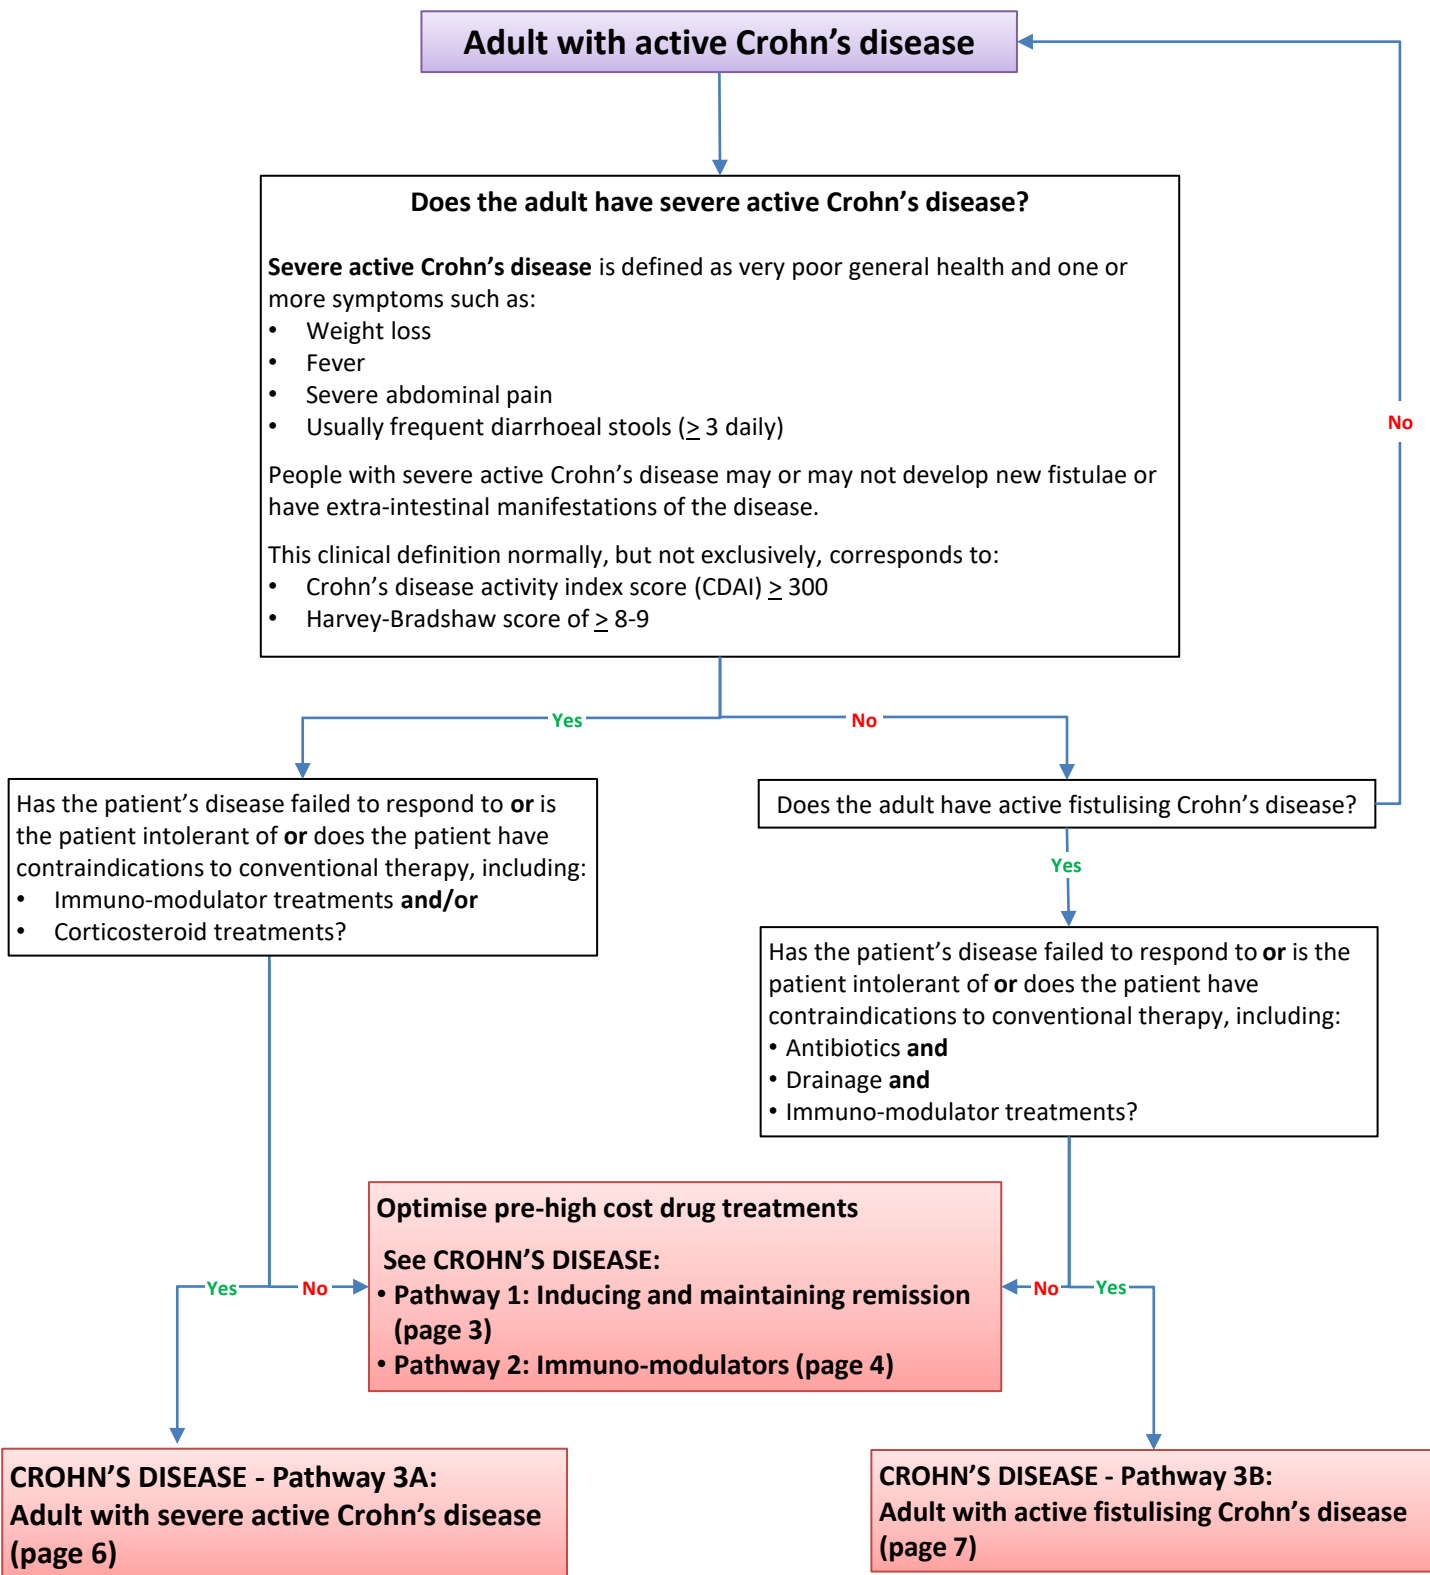 Adult with active Crohn’s disease
Does the adult have severe active Crohn’s disease?
Severe active Crohn’s disease is defined as very poor general health and one or
more symptoms such as:
• Weight loss
• Fever
• Severe abdominal pain
• Usually frequent diarrhoeal stools (≥ 3 daily)
People with severe active Crohn’s disease may or may not develop new fistulae or
have extra-intestinal manifestations of the disease.
This clinical definition normally, but not exclusively, corresponds to:
• Crohn’s disease activity index score (CDAI) ≥ 300
• Harvey-Bradshaw score of ≥ 8-9
No
Yes
No
Has the patient’s disease failed to respond to or is
the patient intolerant of or does the patient have
contraindications to conventional therapy, including:
• Immuno-modulator treatments and/or
• Corticosteroid treatments?
Does the adult have active fistulising Crohn’s disease?
Yes
Has the patient’s disease failed to respond to or is the
patient intolerant of or does the patient have
contraindications to conventional therapy, including:
• Antibiotics and
• Drainage and
• Immuno-modulator treatments?
Optimise pre-high cost drug treatments
See CROHN’S DISEASE:
• Pathway 1: Inducing and maintaining remission
(page 3)
• Pathway 2: Immuno-modulators (page 4)
Yes
No
No
Yes
CROHN’S DISEASE - Pathway 3A:
Adult with severe active Crohn’s disease
(page 6)
CROHN’S DISEASE - Pathway 3B:
Adult with active fistulising Crohn’s disease
(page 7)